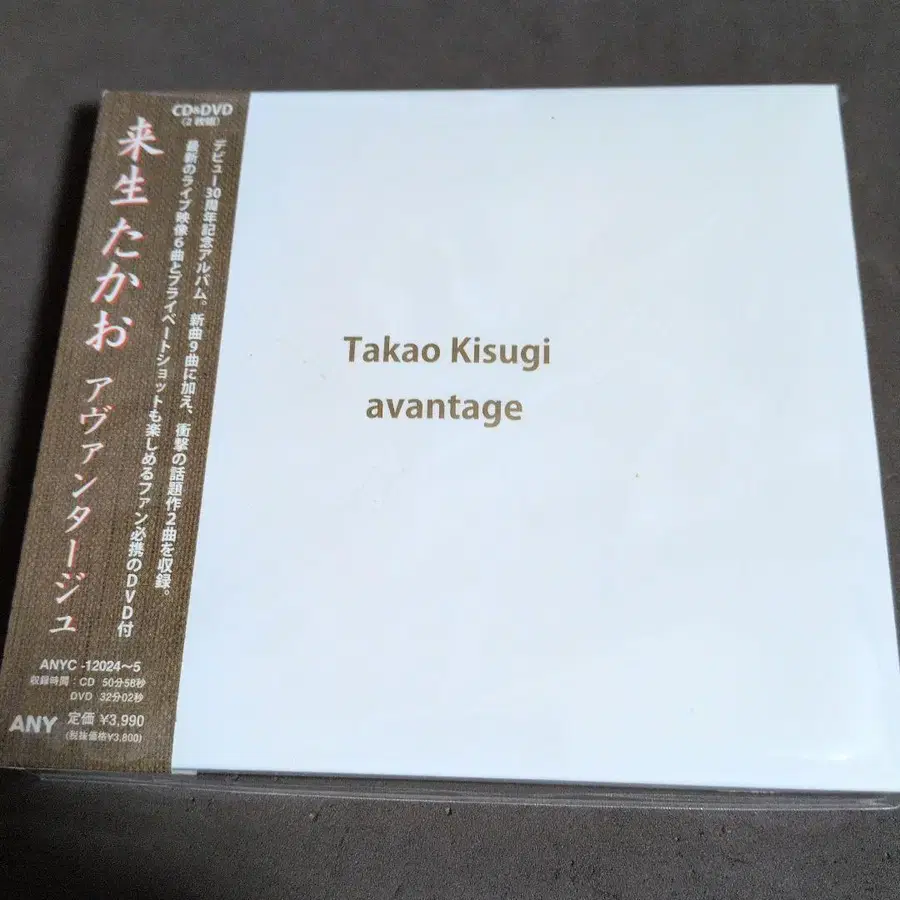 CD&DVD
(2枚組)
来生たかお アヴァンタージュ
デビュー30周年記念アルバム。新曲9曲に加え、衝撃の話題作2曲を収録。
最新のライブ映像6曲とプライベートショットも楽しめるファン必携のDVD付
ANYC-12024〜5
収録時間:CD 50分58秒
DVD 32分02秒
ANY 定価 ¥3,990
(税抜価格¥3,800)
Takao Kisugi
avantage